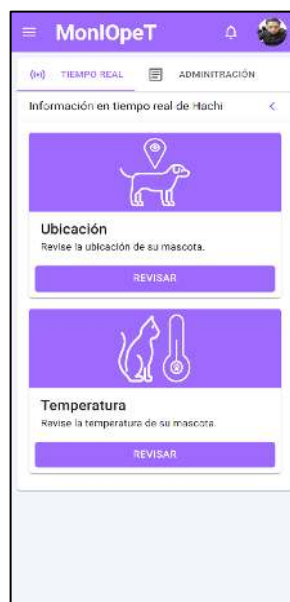 MonIOpeT
TIEMPO REAL ADMINITRACIÓN
Información en tiempo real de Hachi
Ubicación
Revise la ubicación de su mascota.
REVISAR
Temperatura
Revise la temperatura de su mascota.
REVISAR